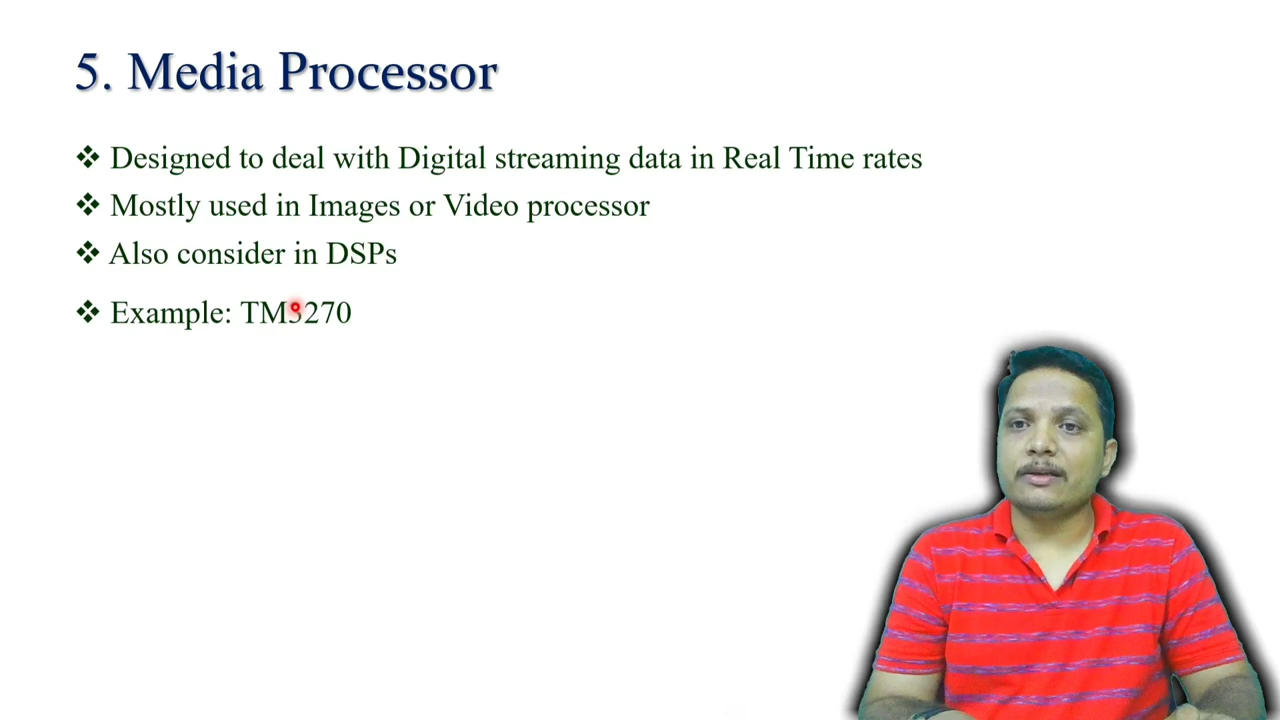 5. Media Processor
❖ Designed to deal with Digital streaming data in Real Time rates
❖ Mostly used in Images or Video processor
❖ Also consider in DSPs
❖ Example: TM3270